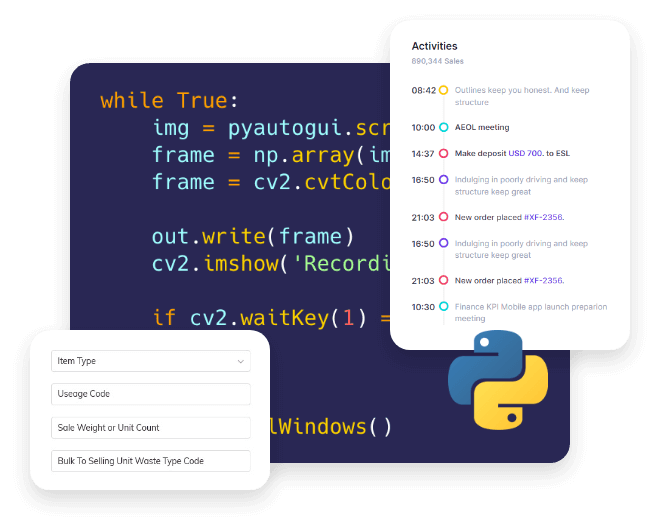 Activities
890,344 Sales
08:42 Outlines keep you honest. And keep
structure
10:00 AEOL meeting
14:37 Make deposit USD 700. to ESL
16:50 Indulging in poorly driving and keep
structure keep great
21:03 New order placed #XF-2356.
16:50 Indulging in poorly driving and keep
structure keep great
21:03 New order placed #XF-2356.
10:30 Finance KPI Mobile app launch preparion
meeting
while True:
img = pyautogui.scr
frame = np.array(im
frame = cv2.cvtColo
out.write(frame)
cv2.imshow('Recordi
if cv2.waitKey(1) =
lWindows()
Item Type
Useage Code
Sale Weight or Unit Count
Bulk To Selling Unit Waste Type Code